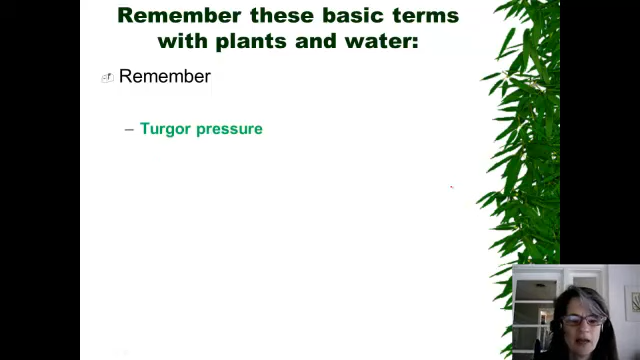 Remember these basic terms
with plants and water:
Remember
– Turgor pressure